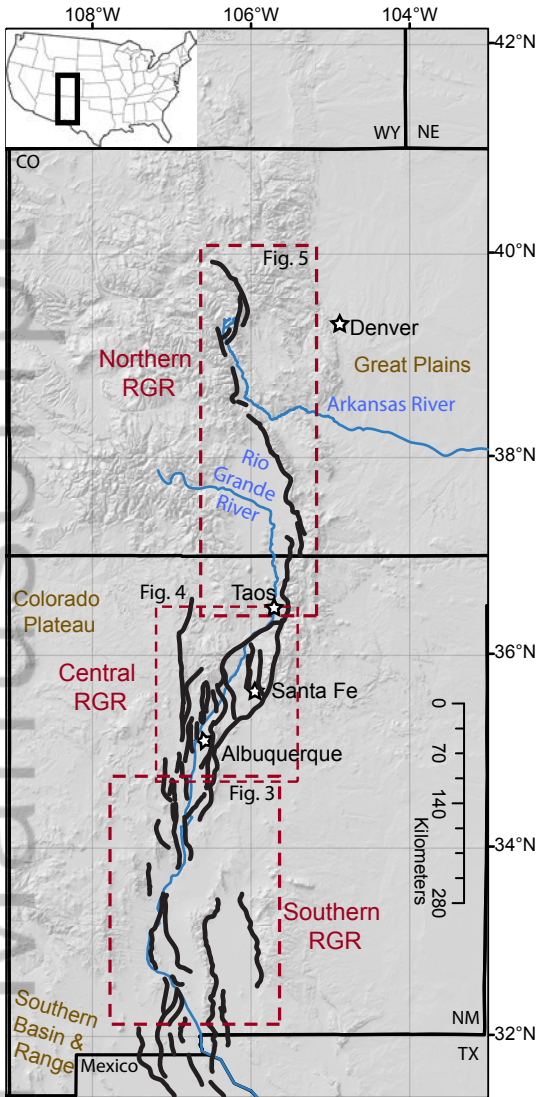 108°W
106°W
104°W
42°N
WY
NE
CO
40°N
Fig. 5
Denver
Northern
RGR
Great Plains
Arkansas River
38°N
Rio
Grande
River
Fig. 4
Taos
Colorado
Plateau
36°N
Central
RGR
Santa Fe
0
Albuquerque
70
Fig. 3
140
34°N
Kilometers
280
Southern
RGR
Southern
Basin &
Range
NM
32°N
TX
Mexico